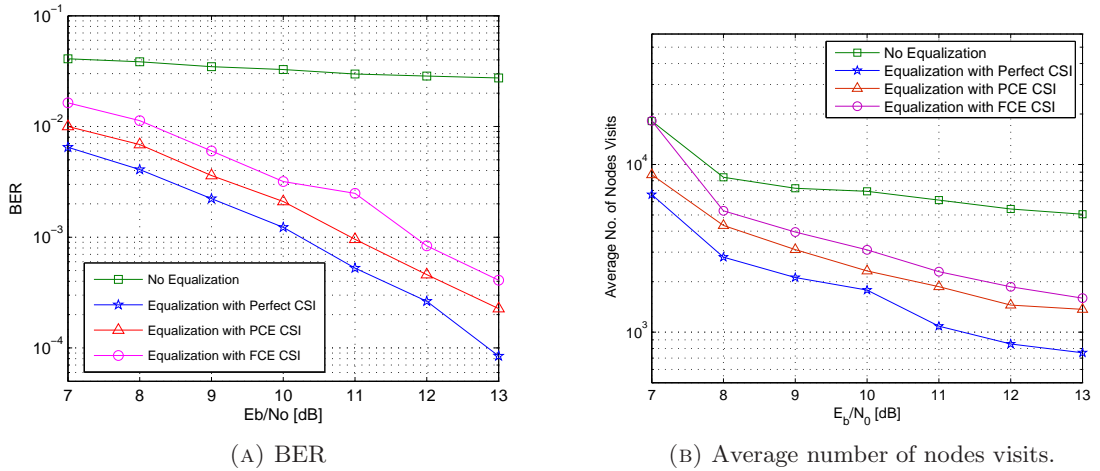 10^-1
10^-2
10^-3
10^-4
BER
7 8 9 10 11 12 13
Eb/No [dB]
No Equalization
Equalization with Perfect CSI
Equalization with PCE CSI
Equalization with FCE CSI
(A) BER
10^4
10^3
Average No. of Nodes Visits
7 8 9 10 11 12 13
E_b/N_0 [dB]
No Equalization
Equalization with Perfect CSI
Equalization with PCE CSI
Equalization with FCE CSI
(B) Average number of nodes visits.